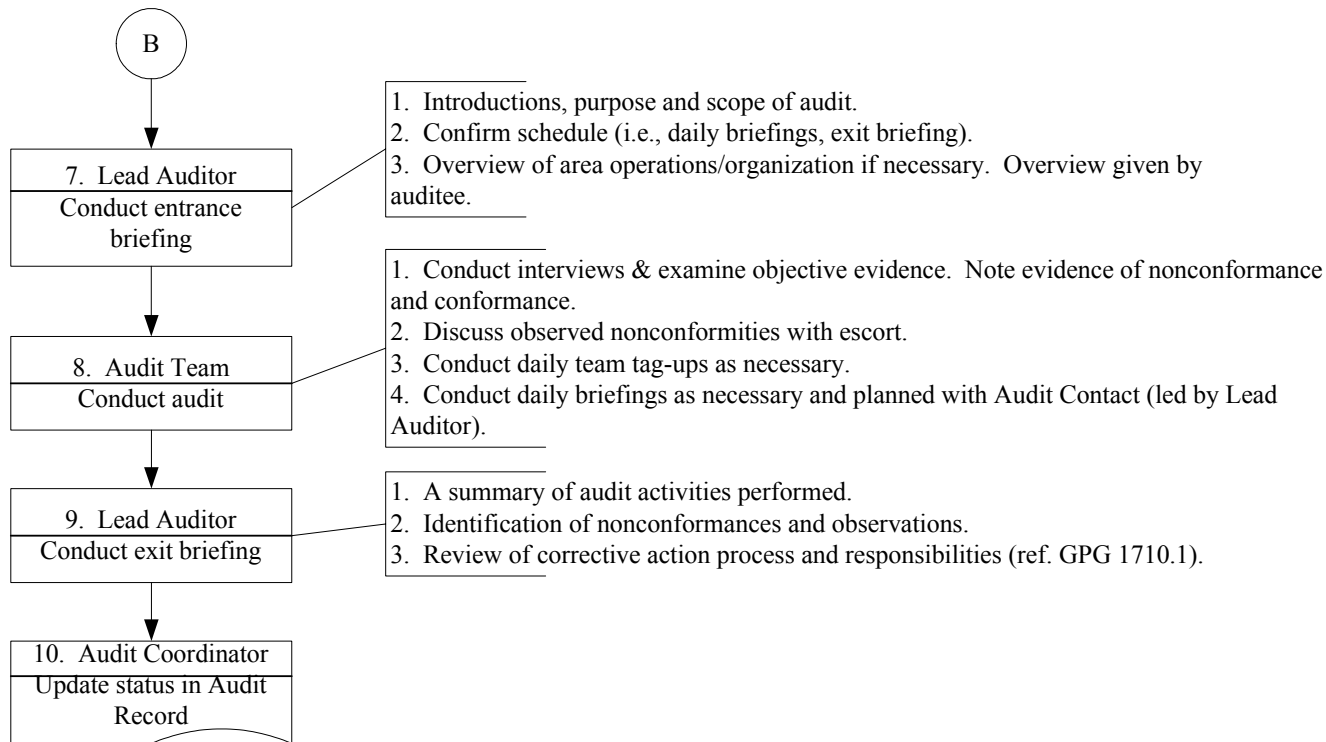 B
1. Introductions, purpose and scope of audit.
2. Confirm schedule (i.e., daily briefings, exit briefing).
3. Overview of area operations/organization if necessary. Overview given by
auditee.
7. Lead Auditor
Conduct entrance
briefing
1. Conduct interviews & examine objective evidence. Note evidence of nonconformance
and conformance.
2. Discuss observed nonconformities with escort.
3. Conduct daily team tag-ups as necessary.
4. Conduct daily briefings as necessary and planned with Audit Contact (led by Lead
Auditor).
8. Audit Team
Conduct audit
1. A summary of audit activities performed.
2. Identification of nonconformances and observations.
3. Review of corrective action process and responsibilities (ref. GPG 1710.1).
9. Lead Auditor
Conduct exit briefing
10. Audit Coordinator
Update status in Audit
Record